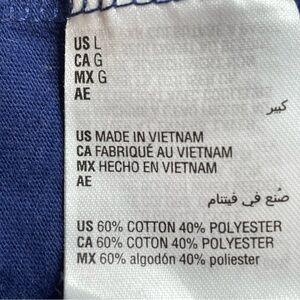 US L
CA G
MX G
AE
كبير
US MADE IN VIETNAM
CA FABRIQUÉ AU VIETNAM
MX HECHO EN VIETNAM
AE
صُنع في فيتنام
US 60% COTTON 40% POLYESTER
CA 60% COTON 40% POLYESTER
MX 60% algodón 40% poliester